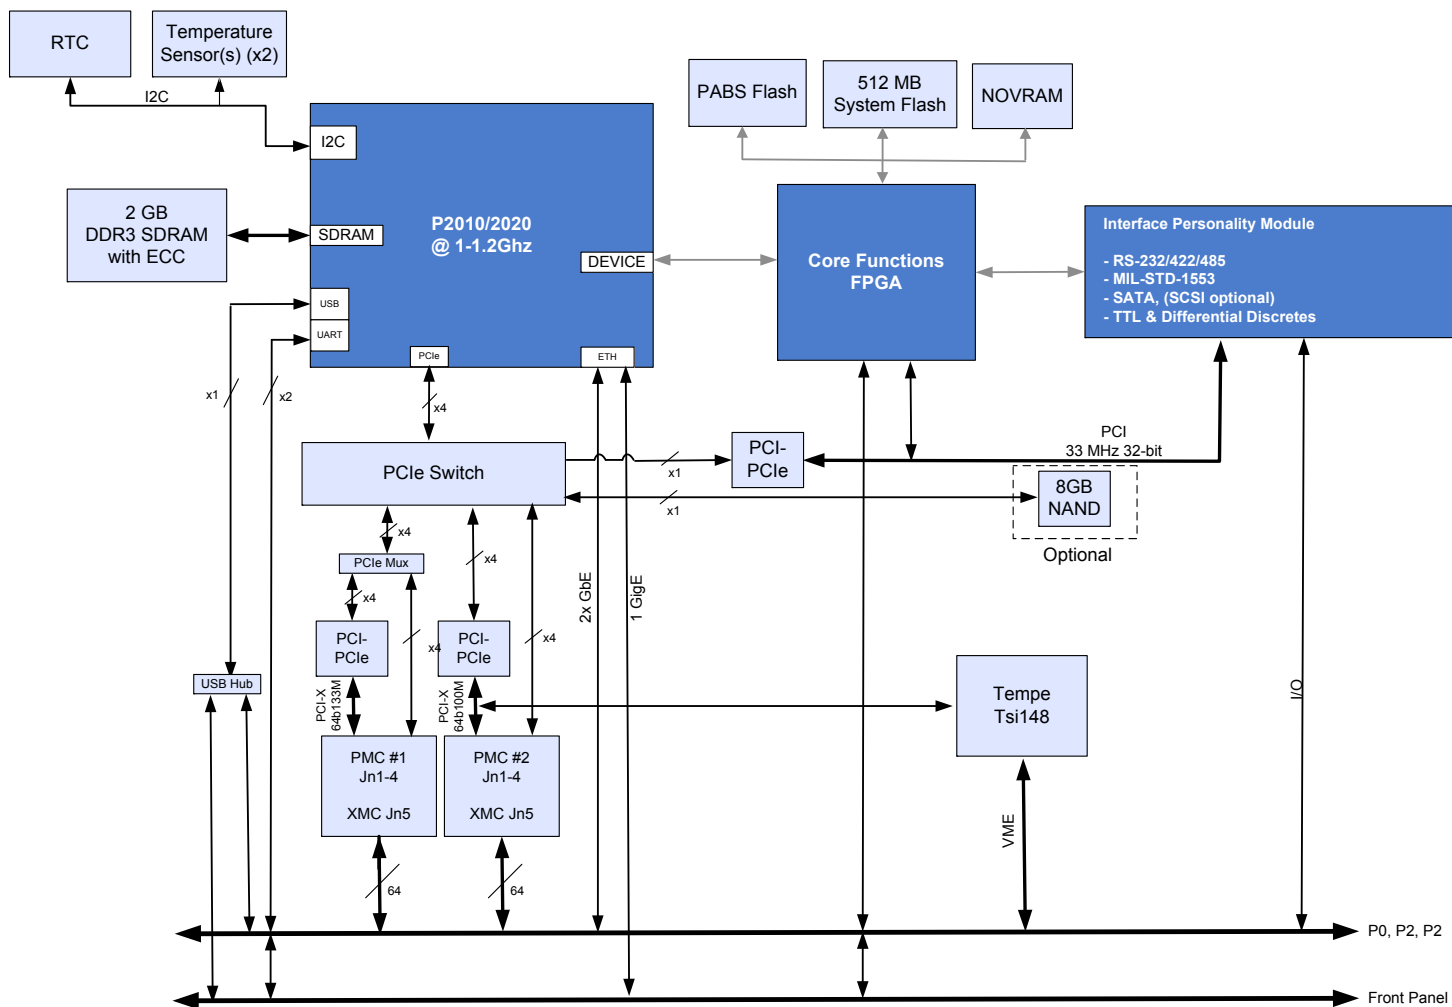 RTC
Temperature
Sensor(s) (x2)
I2C
PABS Flash
512 MB
System Flash
NOVRAM
I2C
2 GB
DDR3 SDRAM
with ECC
SDRAM
P2010/2020
@ 1-1.2Ghz
DEVICE
Core Functions
FPGA
Interface Personality Module
- RS-232/422/485
- MIL-STD-1553
- SATA, (SCSI optional)
- TTL & Differential Discretes
USB
UART
PCIe
ETH
x1
x2
x4
PCIe Switch
x1
PCI-
PCIe
PCI
33 MHz 32-bit
x1
8GB
NAND
Optional
x4
PCIe Mux
x4
x4
2x GbE
1 GigE
PCI-
PCIe
x4
PCI-
PCIe
x4
USB Hub
PCI-X
64b133M
PCI-X
64b100M
Tempe
Tsi148
I/O
PMC #1
Jn1-4
XMC Jn5
PMC #2
Jn1-4
XMC Jn5
VME
64
64
P0, P2, P2
Front Panel